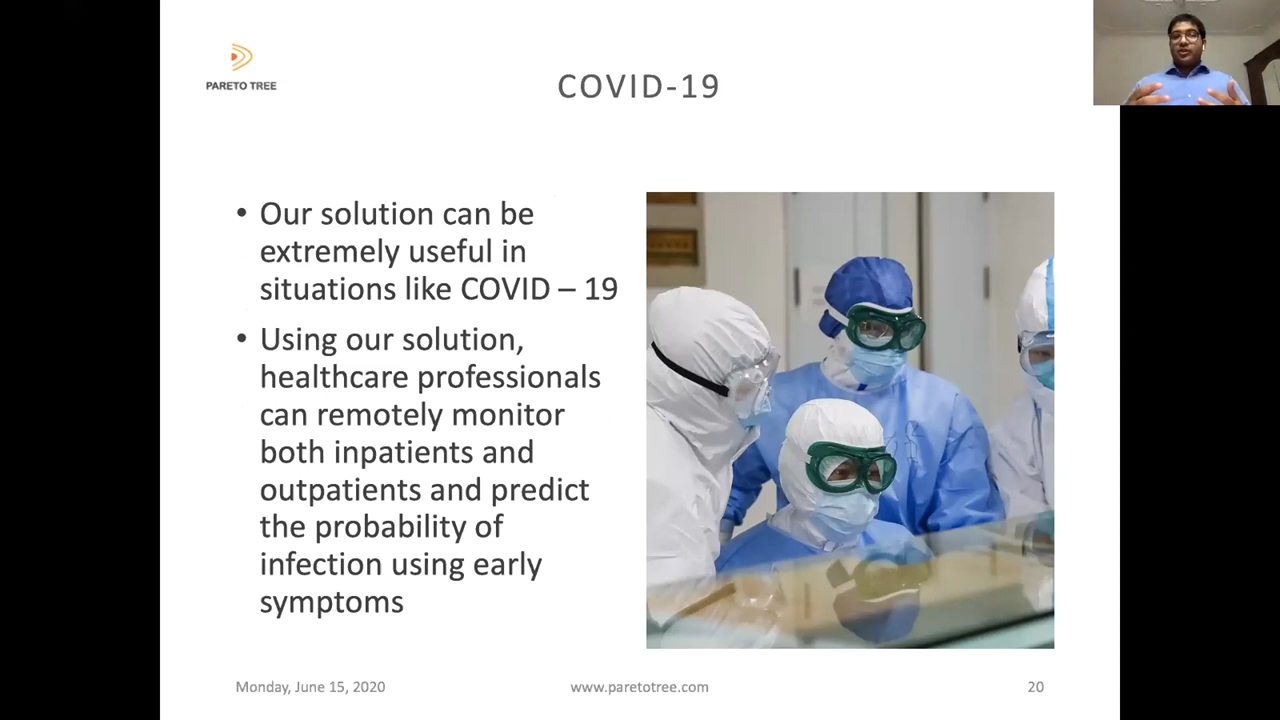 PARETO TREE
COVID-19
• Our solution can be
extremely useful in
situations like COVID – 19
• Using our solution,
healthcare professionals
can remotely monitor
both inpatients and
outpatients and predict
the probability of
infection using early
symptoms
Monday, June 15, 2020
www.paretotree.com
20